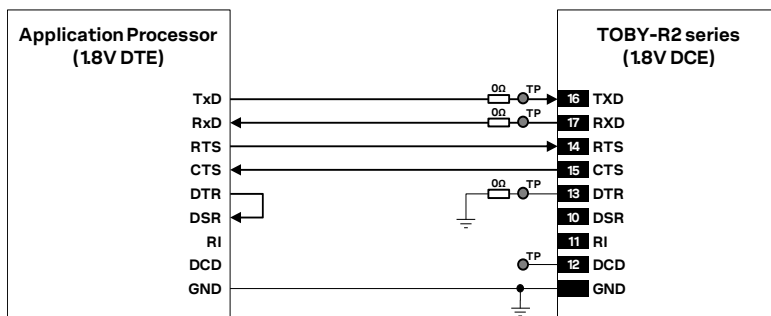 Application Processor
(1.8V DTE)
TOBY-R2 series
(1.8V DCE)
TxD 0Ω TP 16 TXD
RxD 0Ω TP 17 RXD
RTS 14 RTS
CTS 15 CTS
DTR 0Ω TP 13 DTR
DSR 10 DSR
RI 11 RI
DCD TP 12 DCD
GND GND